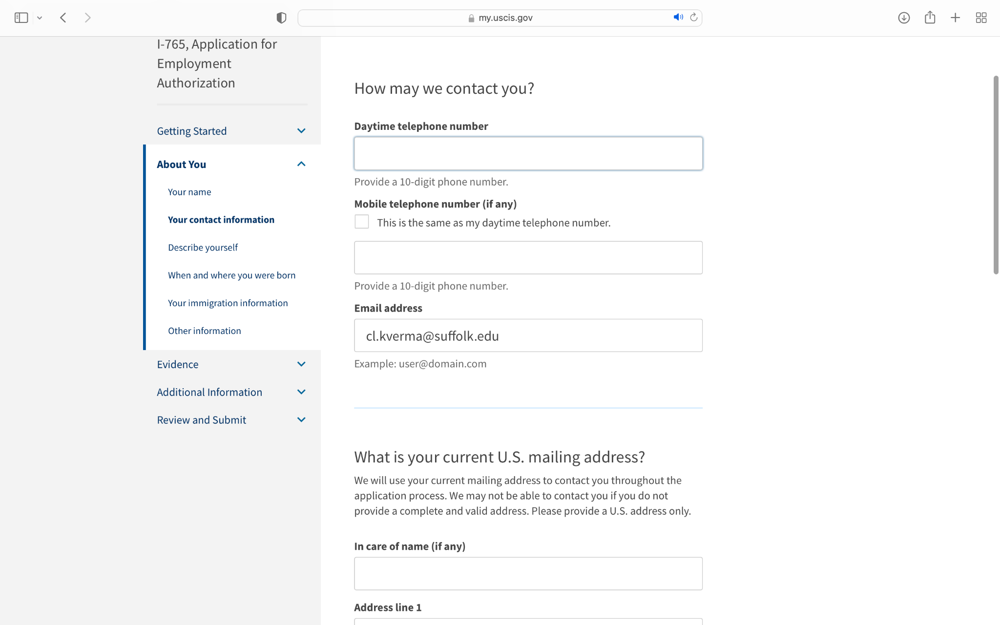 my.uscis.gov
I-765, Application for
Employment
Authorization
Getting Started
About You
Your name
Your contact information
Describe yourself
When and where you were born
Your immigration information
Other information
Evidence
Additional Information
Review and Submit
How may we contact you?
Daytime telephone number
Provide a 10-digit phone number.
Mobile telephone number (if any)
This is the same as my daytime telephone number.
Provide a 10-digit phone number.
Email address
cl.kverma@suffolk.edu
Example: user@domain.com
What is your current U.S. mailing address?
We will use your current mailing address to contact you throughout the
application process. We may not be able to contact you if you do not
provide a complete and valid address. Please provide a U.S. address only.
In care of name (if any)
Address line 1